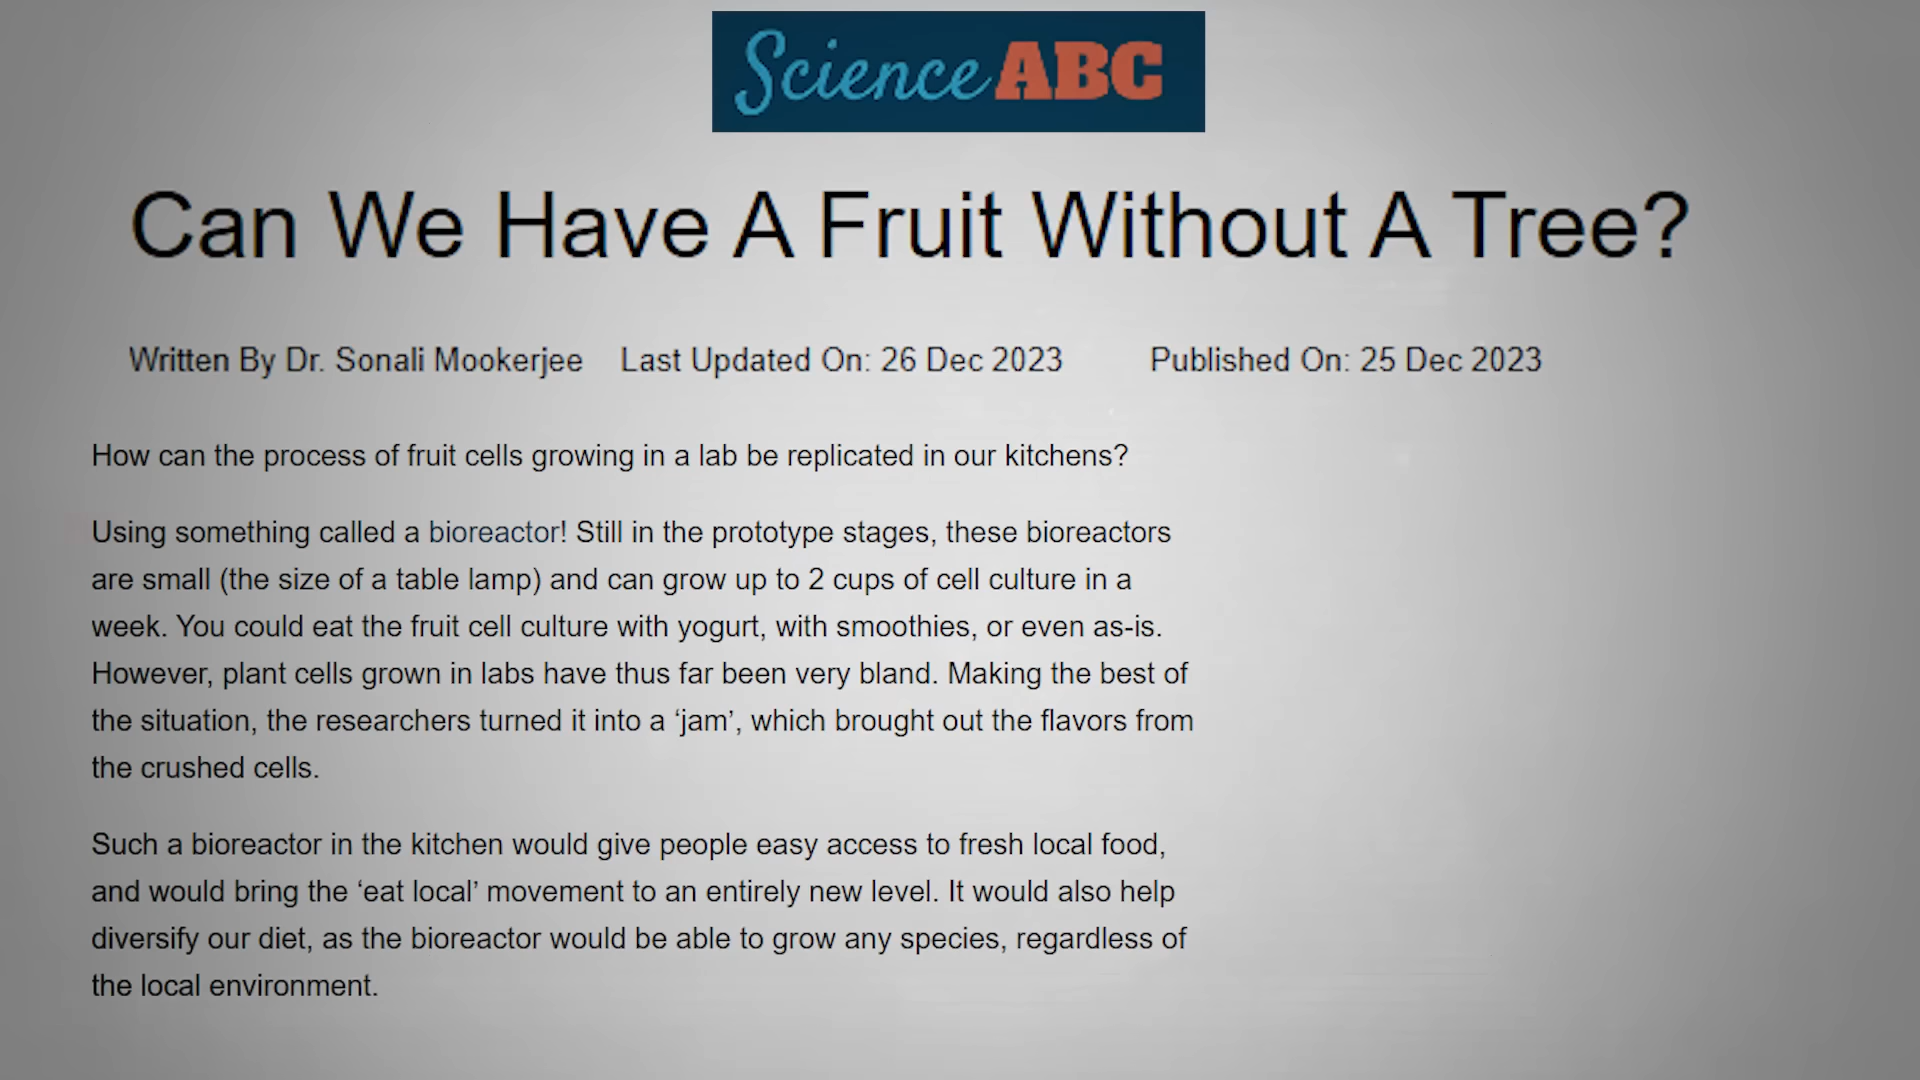 Science ABC
Can We Have A Fruit Without A Tree?
Written By Dr. Sonali Mookerjee Last Updated On: 26 Dec 2023 Published On: 25 Dec 2023
How can the process of fruit cells growing in a lab be replicated in our kitchens?
Using something called a bioreactor! Still in the prototype stages, these bioreactors
are small (the size of a table lamp) and can grow up to 2 cups of cell culture in a
week. You could eat the fruit cell culture with yogurt, with smoothies, or even as-is.
However, plant cells grown in labs have thus far been very bland. Making the best of
the situation, the researchers turned it into a ‘jam’, which brought out the flavors from
the crushed cells.
Such a bioreactor in the kitchen would give people easy access to fresh local food,
and would bring the ‘eat local’ movement to an entirely new level. It would also help
diversify our diet, as the bioreactor would be able to grow any species, regardless of
the local environment.